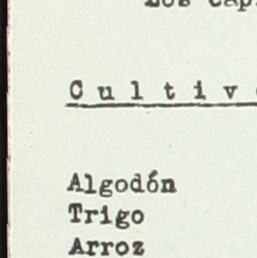 C u l t i v
Algodón
Trigo
Arroz